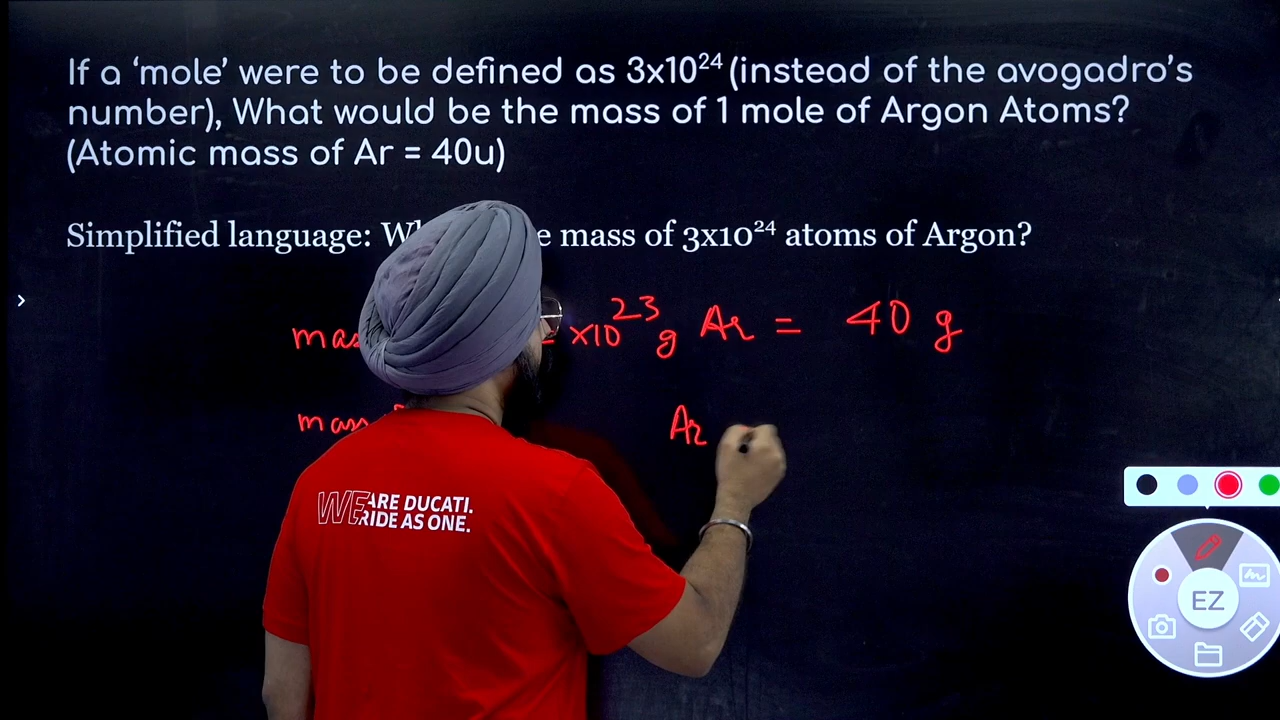 If a ‘mole’ were to be defined as 3x10²⁴ (instead of the avogadro’s
number), What would be the mass of 1 mole of Argon Atoms?
(Atomic mass of Ar = 40u)
Simplified language: mass of 3x10²⁴ atoms of Argon?
x10²³ g Ar = 40 g
Ar
WE ARE DUCATI.
RIDE AS ONE.
EZ